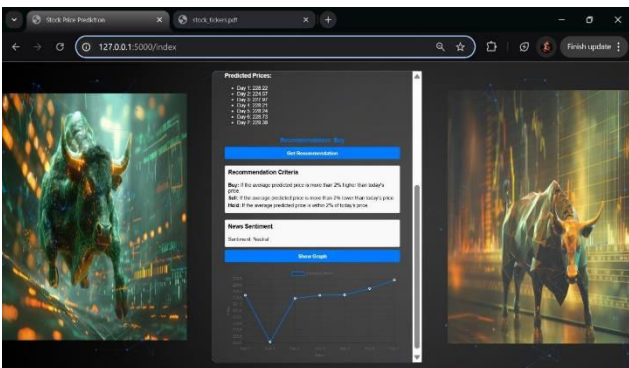 Stock Price Prediction
stock_tickers.pdf
127.0.0.1:5000/index
Finish update
Predicted Prices:
Day 1: 228.22
Day 2: 224.57
Day 3:
Day 4: 228.21
Day 5: 228.24
Day 6: 228.73
Day 7:
Recommendation: Buy
Get Recommendation
Recommendation Criteria
Buy: If the average predicted price is more than 2% higher than today's
price.
Sell: If the average predicted price is more than 2% lower than today's price.
Hold: If the average predicted price is within 2% of today's price.
News Sentiment
Sentiment: Neutral
Show Graph